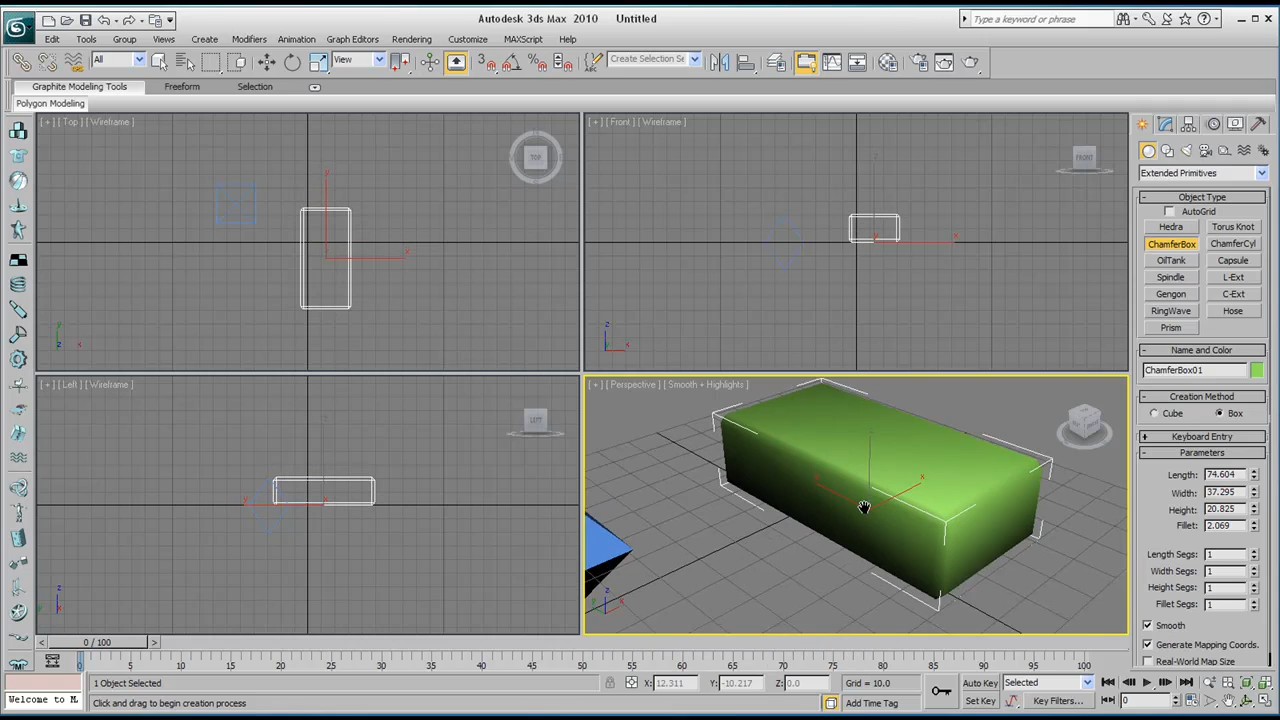 Autodesk 3ds Max 2010 Untitled
Type a keyword or phrase
Edit Tools Group Views Create Modifiers Animation Graph Editors Rendering Customize MAXScript Help
All
View
3
Create Selection Se
ABC
Graphite Modeling Tools Freeform Selection
Polygon Modeling
[ + ] [ Top ] [ Wireframe ]
TOP
y
x
y
z x
[ + ] [ Front ] [ Wireframe ]
FRONT
y x
z
x
[ + ] [ Left ] [ Wireframe ]
LEFT
y x
z
[ + ] [ Perspective ] [ Smooth + Highlights ]
y x
z
x
Extended Primitives
Object Type
AutoGrid
Hedra Torus Knot
ChamferBox ChamferCyl
OilTank Capsule
Spindle L-Ext
Gengon C-Ext
RingWave Hose
Prism
Name and Color
ChamferBox01
Creation Method
Cube Box
Keyboard Entry
Parameters
Length: 74.604
Width: 37.295
Height: 20.825
Fillet: 2.069
Length Segs: 1
Width Segs: 1
Height Segs: 1
Fillet Segs: 1
Smooth
Generate Mapping Coords.
Real-World Map Size
0 / 100
0 5 10 15 20 25 30 35 40 45 50 55 60 65 70 75 80 85 90 95 100
1 Object Selected X: 12.311 Y: -10.217 Z: 0.0 Grid = 10.0 Auto Key Selected
Welcome to M Click and drag to begin creation process Add Time Tag Set Key Key Filters... 0